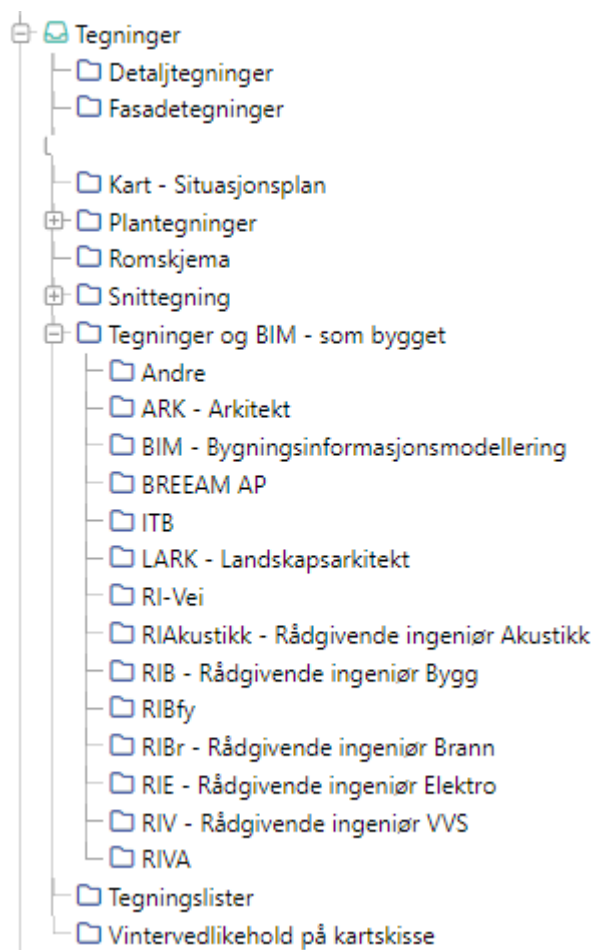 Tegninger
Detaljtegninger
Fasadetegninger
Kart - Situasjonsplan
Plantegninger
Romskjema
Snittegning
Tegninger og BIM - som bygget
Andre
ARK - Arkitekt
BIM - Bygningsinformasjonsmodellering
BREEAM AP
ITB
LARK - Landskapsarkitekt
RI-Vei
RIAkustikk - Rådgivende ingeniør Akustikk
RIB - Rådgivende ingeniør Bygg
RIBfy
RIBr - Rådgivende ingeniør Brann
RIE - Rådgivende ingeniør Elektro
RIV - Rådgivende ingeniør VVS
RIVA
Tegningslister
Vintervedlikehold på kartskisse